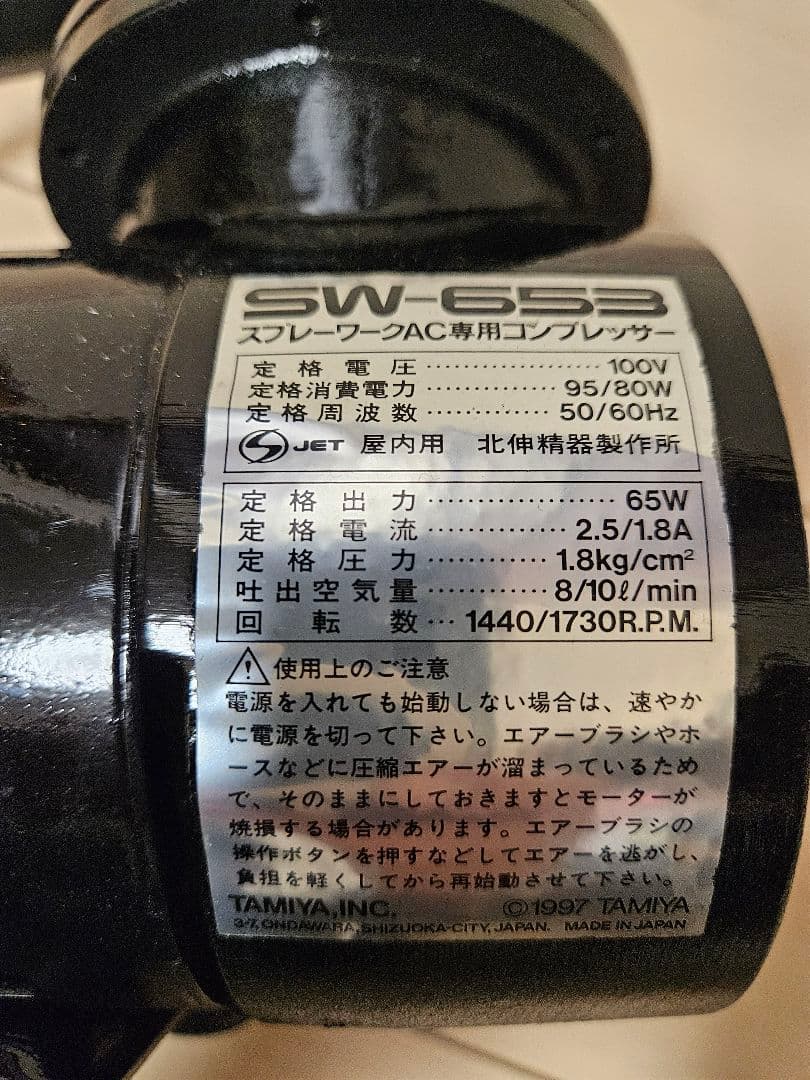 SW-653
スプレーワークAC専用コンプレッサー
定格電圧・・・・・・・・・・・・・・・・・・100V
定格消費電力・・・・・・・・・・・・・95/80W
定格周波数・・・・・・・・・・・・50/60Hz
S JET 屋内用 北伸精器製作所
定格出力・・・・・・・・・・・・・・・・・・・65W
定格電流・・・・・・・・・・・・・・2.5/1.8A
定格圧力・・・・・・・・・・・・1.8kg/cm²
吐出空気量・・・・・・・・・・・・8/10ℓ/min
回転数・・・1440/1730R.P.M.
⚠使用上のご注意
電源を入れても始動しない場合は、速やか
に電源を切って下さい。エアーブラシやホ
ースなどに圧縮エアーが溜まっているため
で、そのままにしておきますとモーターが
焼損する場合があります。エアーブラシの
操作ボタンを押すなどしてエアーを逃がし、
負担を軽くしてから再始動させて下さい。
TAMIYA,INC. ©1997 TAMIYA
3-7, ONDAWARA, SHIZUOKA-CITY, JAPAN. MADE IN JAPAN